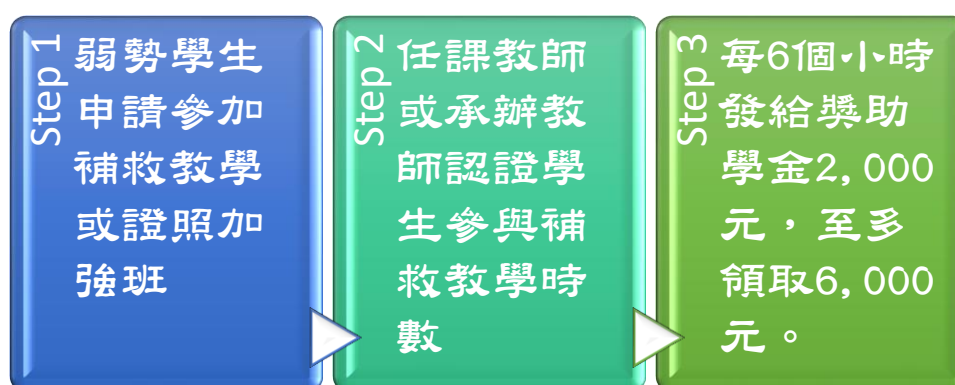 Step 1
弱勢學生
申請參加
補救教學
或證照加
強班
Step 2
任課教師
或承辦教
師認證學
生參與補
救教學時
數
Step 3
每6個小時
發給獎助
學金2,000
元，至多
領取6,000
元。